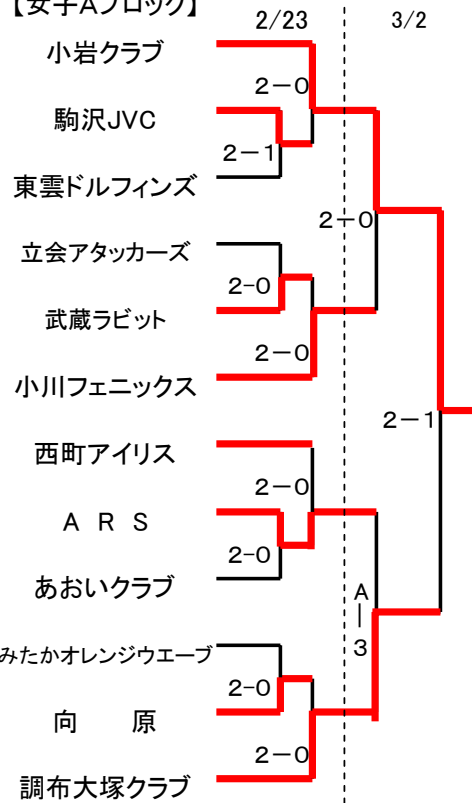 【女子Aブロック】
2/23
3/2
小岩クラブ
2－0
駒沢JVC
2－1
東雲ドルフィンズ
2－0
立会アタッカーズ
2-0
武蔵ラビット
2－0
小川フェニックス
2－1
西町アイリス
2－0
A R S
2-0
あおいクラブ
A
|
3
みたかオレンジウエーブ
2-0
向 原
2－0
調布大塚クラブ